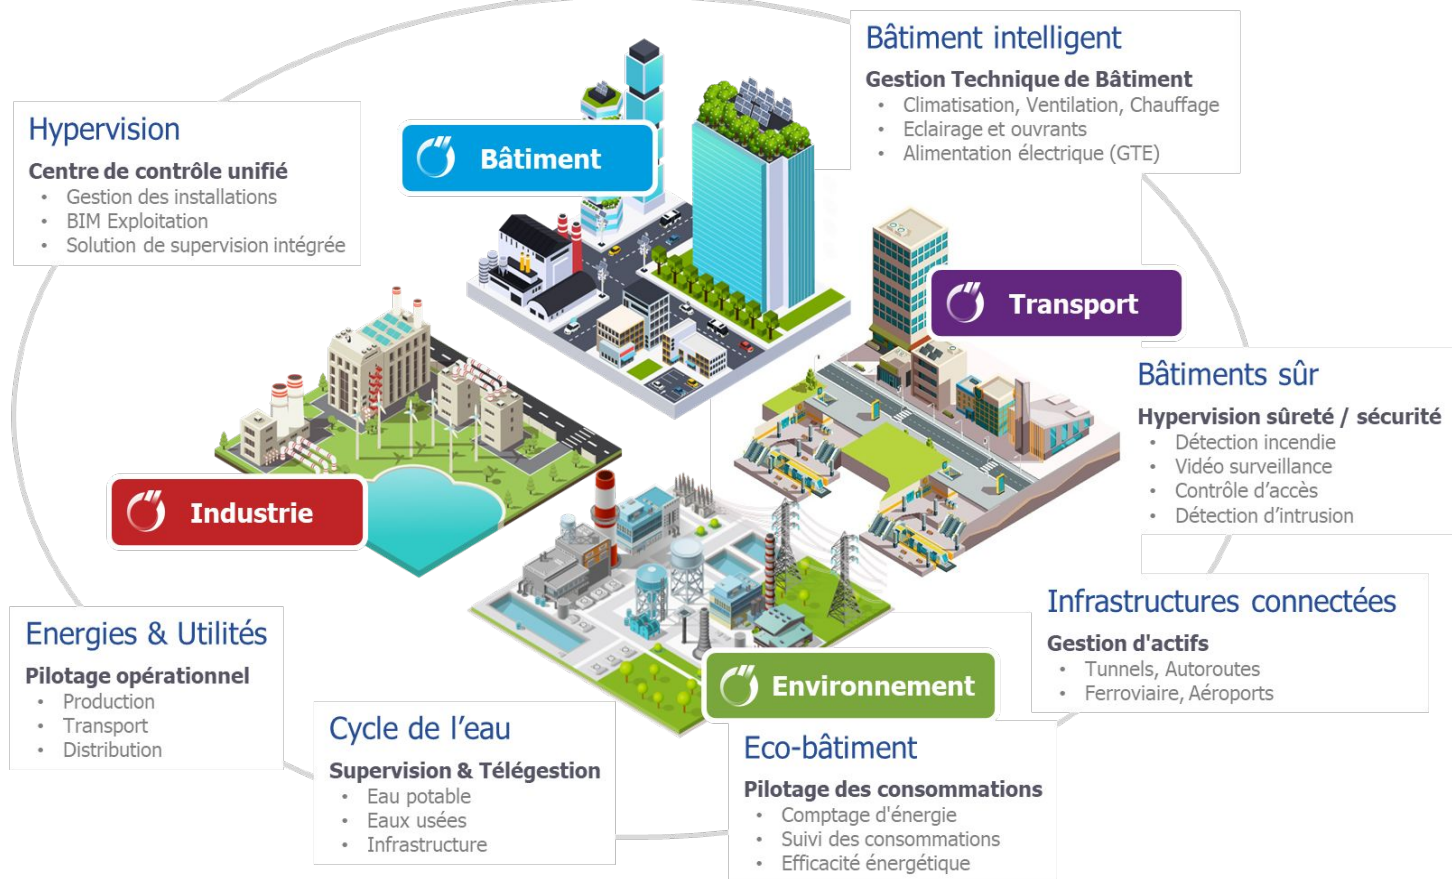 Bâtiment intelligent
Gestion Technique de Bâtiment
• Climatisation, Ventilation, Chauffage
• Eclairage et ouvrants
• Alimentation électrique (GTE)
Hypervision
Centre de contrôle unifié
• Gestion des installations
• BIM Exploitation
• Solution de supervision intégrée
Bâtiment
Transport
Bâtiments sûr
Hypervision sûreté / sécurité
• Détection incendie
• Vidéo surveillance
• Contrôle d'accès
• Détection d'intrusion
Industrie
Infrastructures connectées
Gestion d'actifs
• Tunnels, Autoroutes
• Ferroviaire, Aéroports
Energies & Utilités
Pilotage opérationnel
• Production
• Transport
• Distribution
Environnement
Cycle de l'eau
Supervision & Télégestion
• Eau potable
• Eaux usées
• Infrastructure
Eco-bâtiment
Pilotage des consommations
• Comptage d'énergie
• Suivi des consommations
• Efficacité énergétique